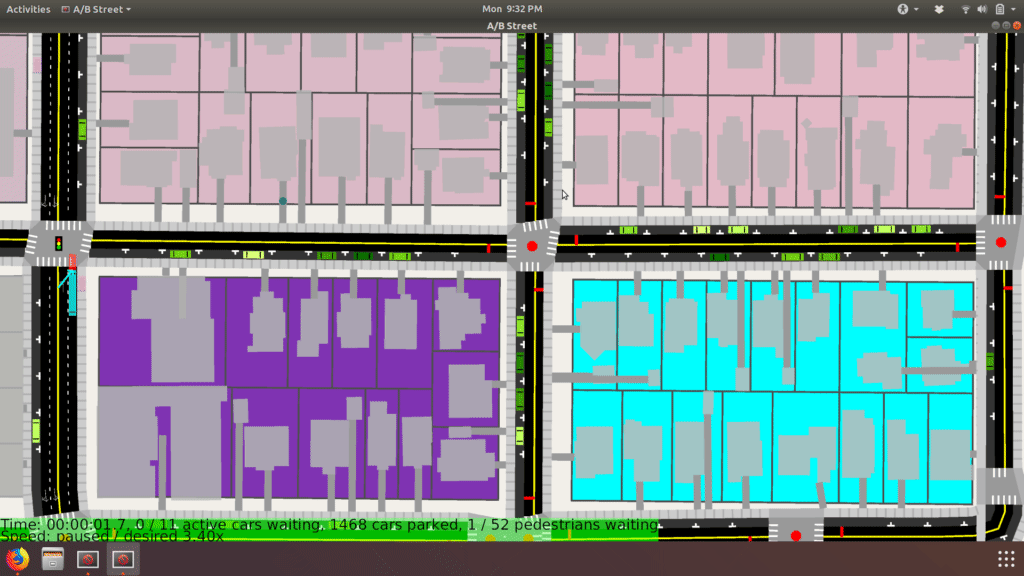 Activities A/B Street Mon 9:32 PM
A/B Street
Time: 00:00:01.7, 0 / 11 active cars waiting, 1468 cars parked, 1 / 52 pedestrians waiting
Speed: paused / desired 3.40x